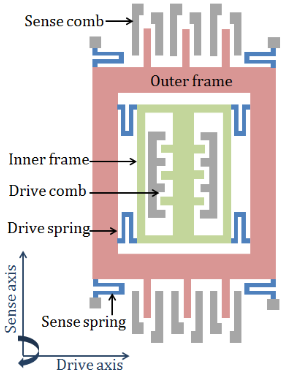 Sense comb
Outer frame
Inner frame
Drive comb
Drive spring
Sense axis
Sense spring
Drive axis